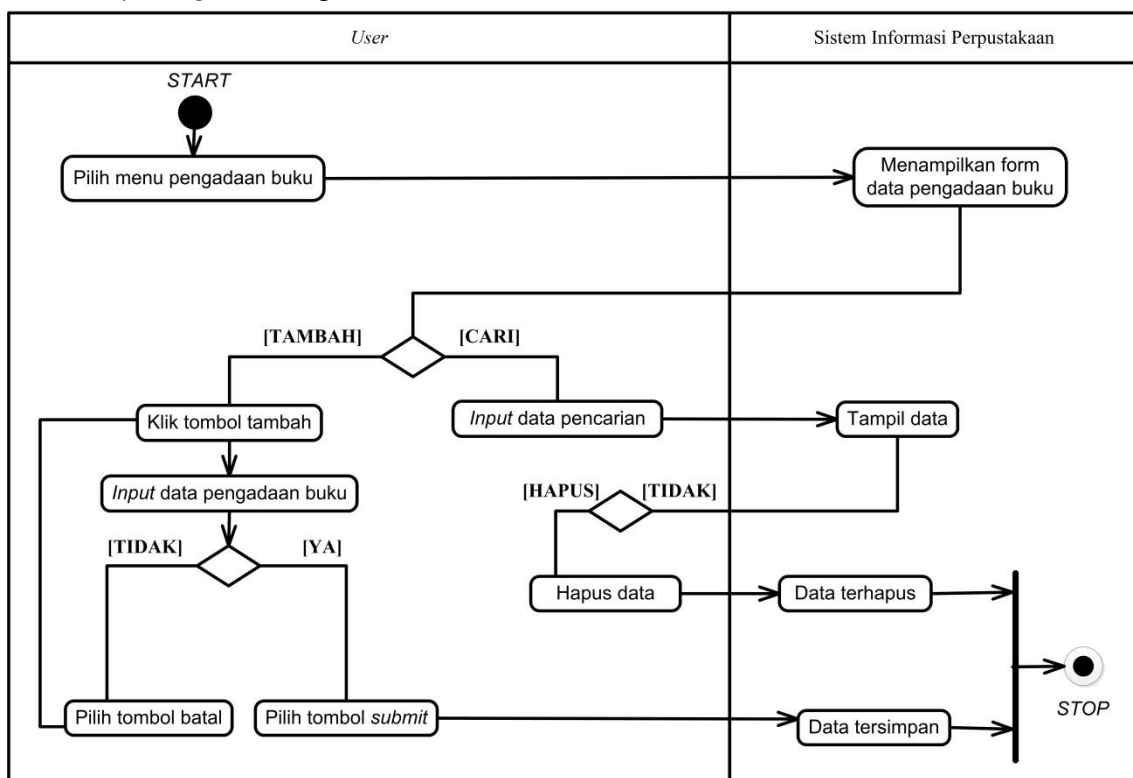 User
Sistem Informasi Perpustakaan
START
Pilih menu pengadaan buku
Menampilkan form
data pengadaan buku
[TAMBAH]
[CARI]
Klik tombol tambah
Input data pencarian
Tampil data
Input data pengadaan buku
[HAPUS]
[TIDAK]
[TIDAK]
[YA]
Hapus data
Data terhapus
Pilih tombol batal
Pilih tombol submit
Data tersimpan
STOP